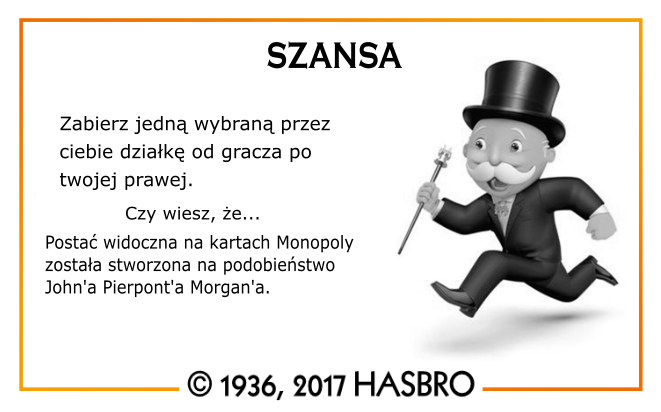 SZANSA
Zabierz jedną wybraną przez
ciebie działkę od gracza po
twojej prawej.
Czy wiesz, że...
Postać widoczna na kartach Monopoly
została stworzona na podobieństwo
John'a Pierpont'a Morgan'a.
© 1936, 2017 HASBRO